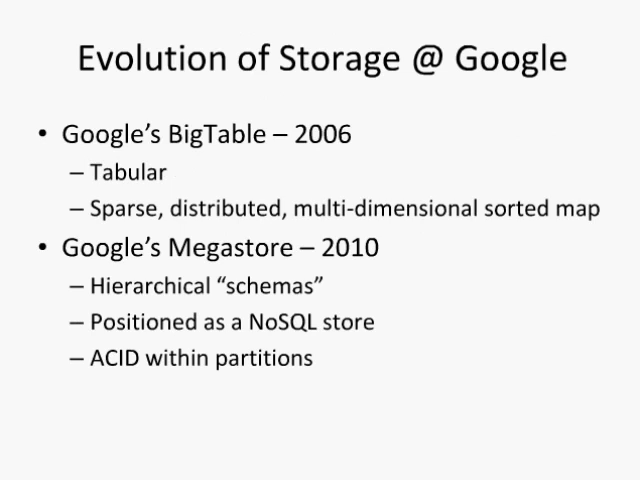 Evolution of Storage @ Google
• Google’s BigTable – 2006
– Tabular
– Sparse, distributed, multi-dimensional sorted map
• Google’s Megastore – 2010
– Hierarchical “schemas”
– Positioned as a NoSQL store
– ACID within partitions